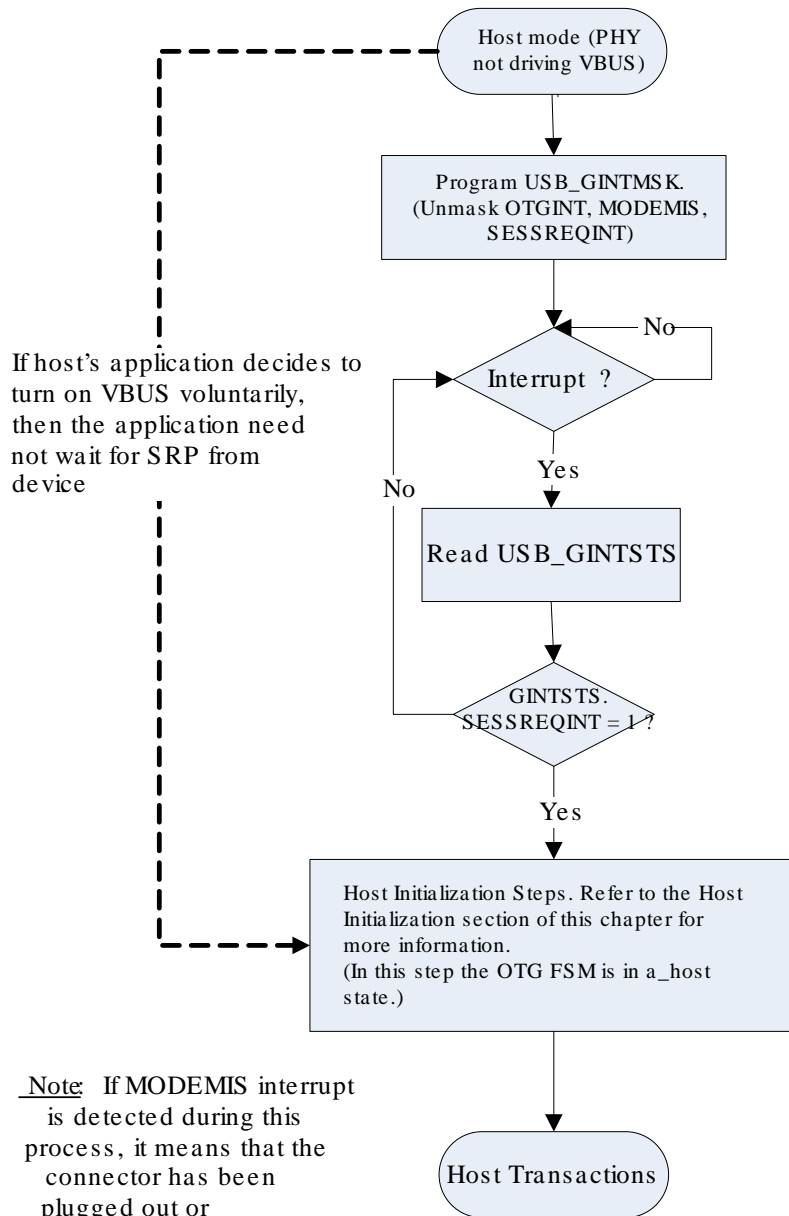 Host mode (PHY
not driving VBUS)
Program USB_GINTMSK.
(Unmask OTGINT, MODEMIS,
SESSREQINT)
No
If host's application decides to
turn on VBUS voluntarily,
then the application need
not wait for SRP from
device
Interrupt ?
Yes
No
Read USB_GINTSTS
GINTSTS.
SESSREQINT = 1 ?
Yes
Host Initialization Steps. Refer to the Host
Initialization section of this chapter for
more information.
(In this step the OTG FSM is in a_host
state.)
Note: If MODEMIS interrupt
is detected during this
process, it means that the
connector has been
plugged out or
Host Transactions